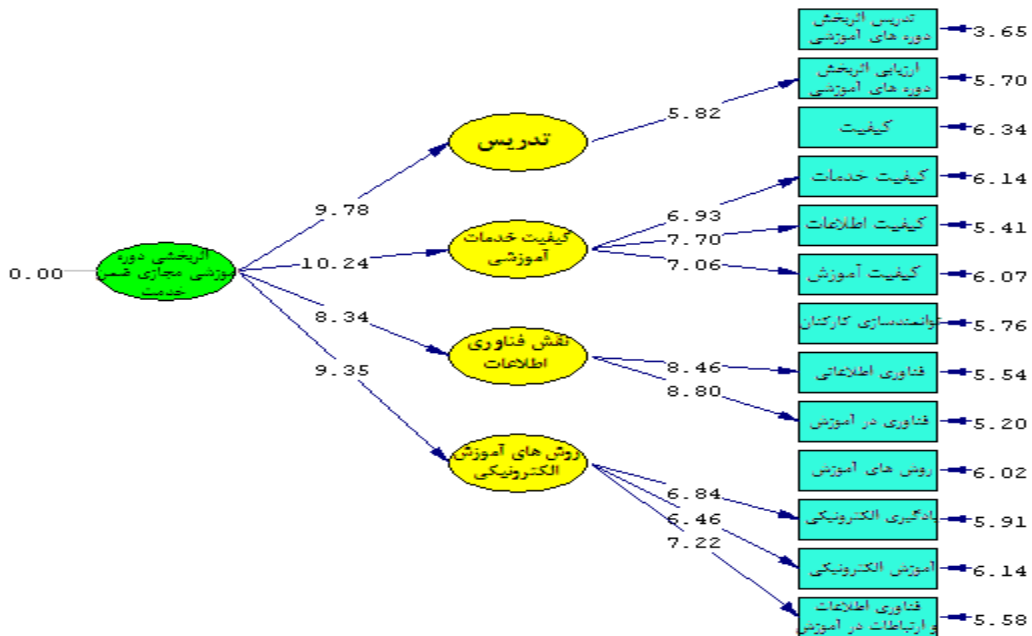 0.00
اثربخشی دوره
خدمت
9.78
10.24
8.34
9.35
تدریس
کیفیت خدمات
آموزشی
نقش فناوری
اطلاعات
روش های آموزش
الکترونیکی
5.82
6.93
7.70
7.06
8.46
8.80
6.84
6.46
7.22
تدریس اثربخش
دوره های آموزشی
3.65
ارزیابی اثربخش
دوره های آموزشی
5.70
کیفیت
6.34
کیفیت خدمات
6.14
کیفیت اطلاعات
5.41
کیفیت آموزش
6.07
توانمندسازی کارکنان
5.76
فناوری اطلاعاتی
5.54
فناوری در آموزش
5.20
روش های آموزش
6.02
یادگیری الکترونیکی
5.91
آموزش الکترونیکی
6.14
فناوری اطلاعات
و ارتباطات در آموزش
5.58